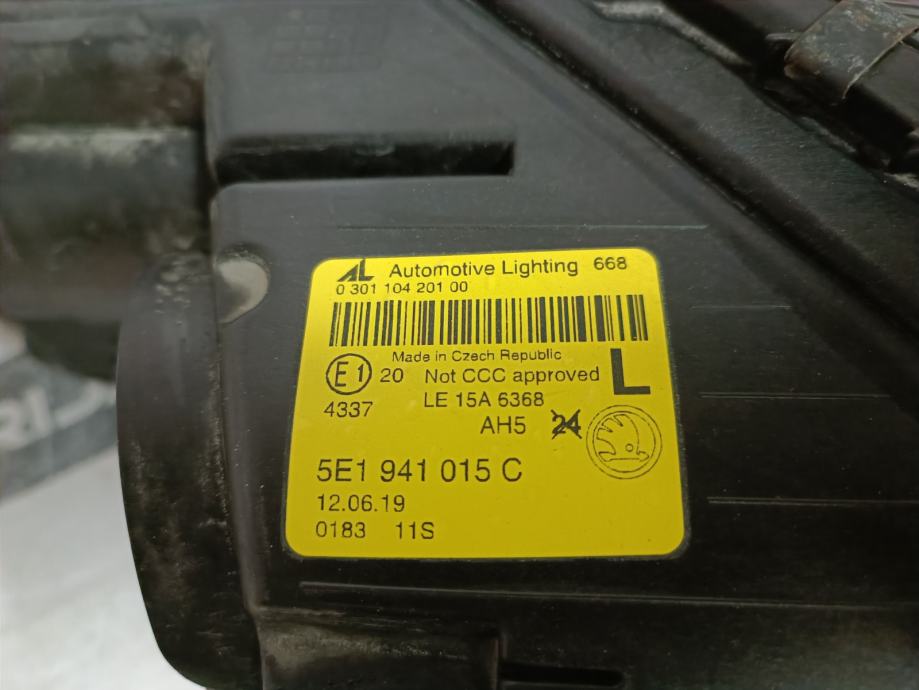 AL Automotive Lighting 668
0 301 104 201 00
Made in Czech Republic
E1 20 Not CCC approved L
4337 LE 15A 6368
AH5 24
5E1 941 015 C
12.06.19
0183 11S